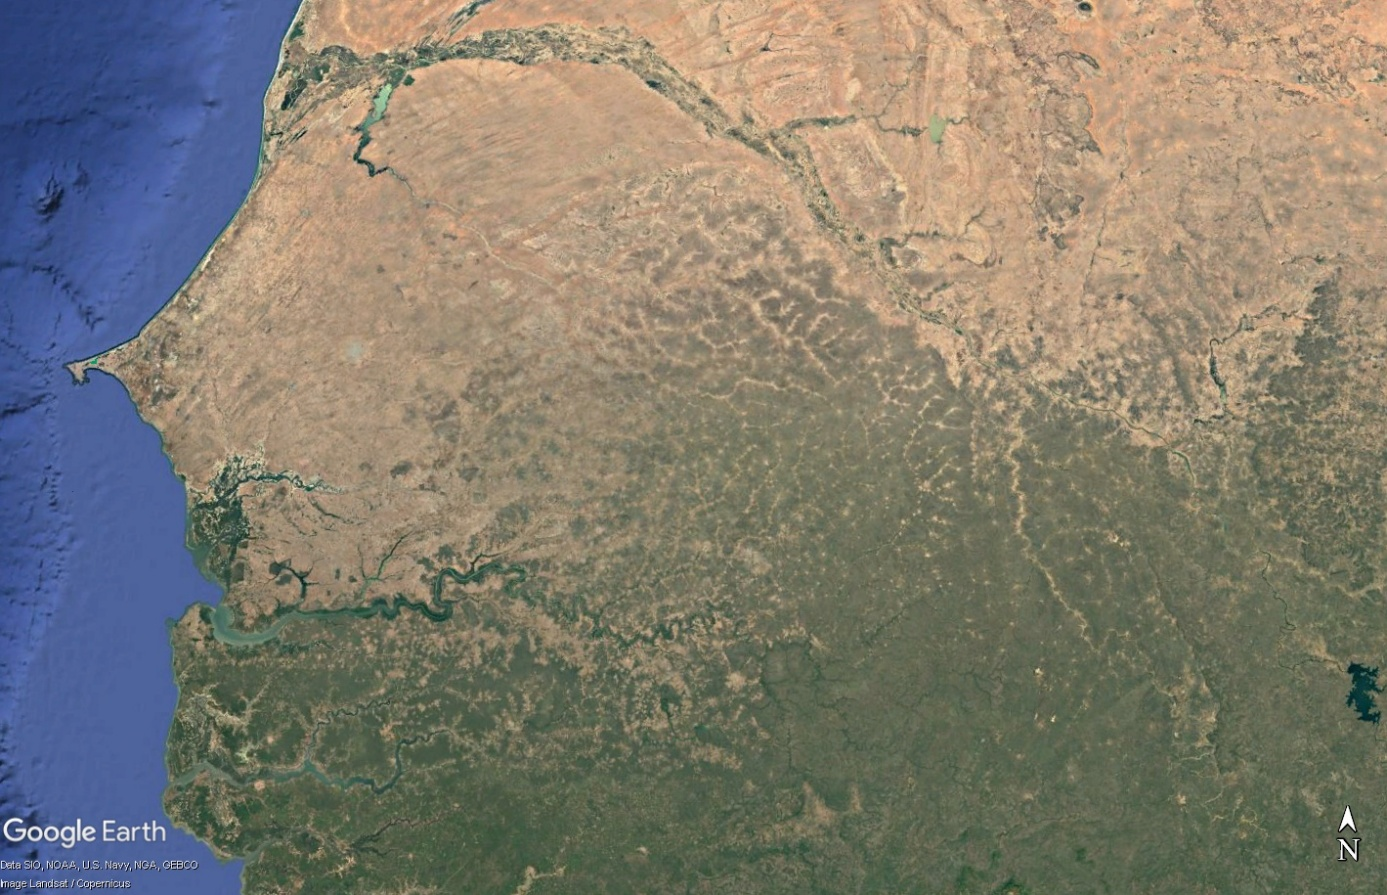 Google Earth
Data SIO, NOAA, U.S. Navy, NGA, GEBCO
Image Landsat / Copernicus
N